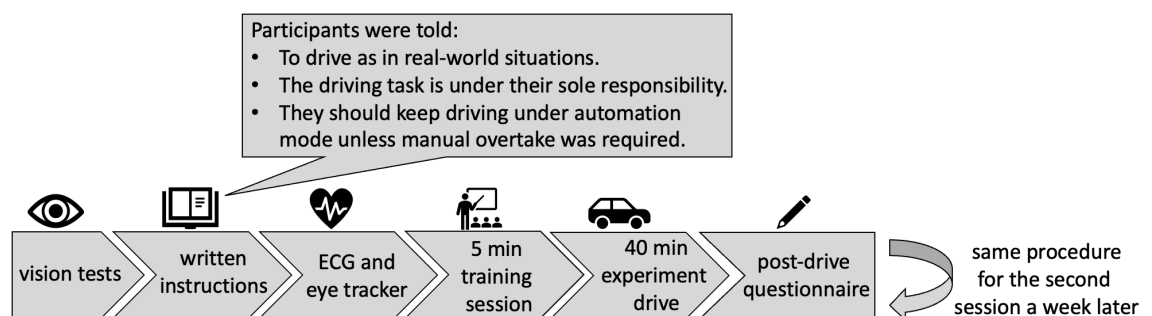 Participants were told:
• To drive as in real-world situations.
• The driving task is under their sole responsibility.
• They should keep driving under automation
mode unless manual overtake was required.
vision tests
written
instructions
ECG and
eye tracker
5 min
training
session
40 min
experiment
drive
post-drive
questionnaire
same procedure
for the second
session a week later